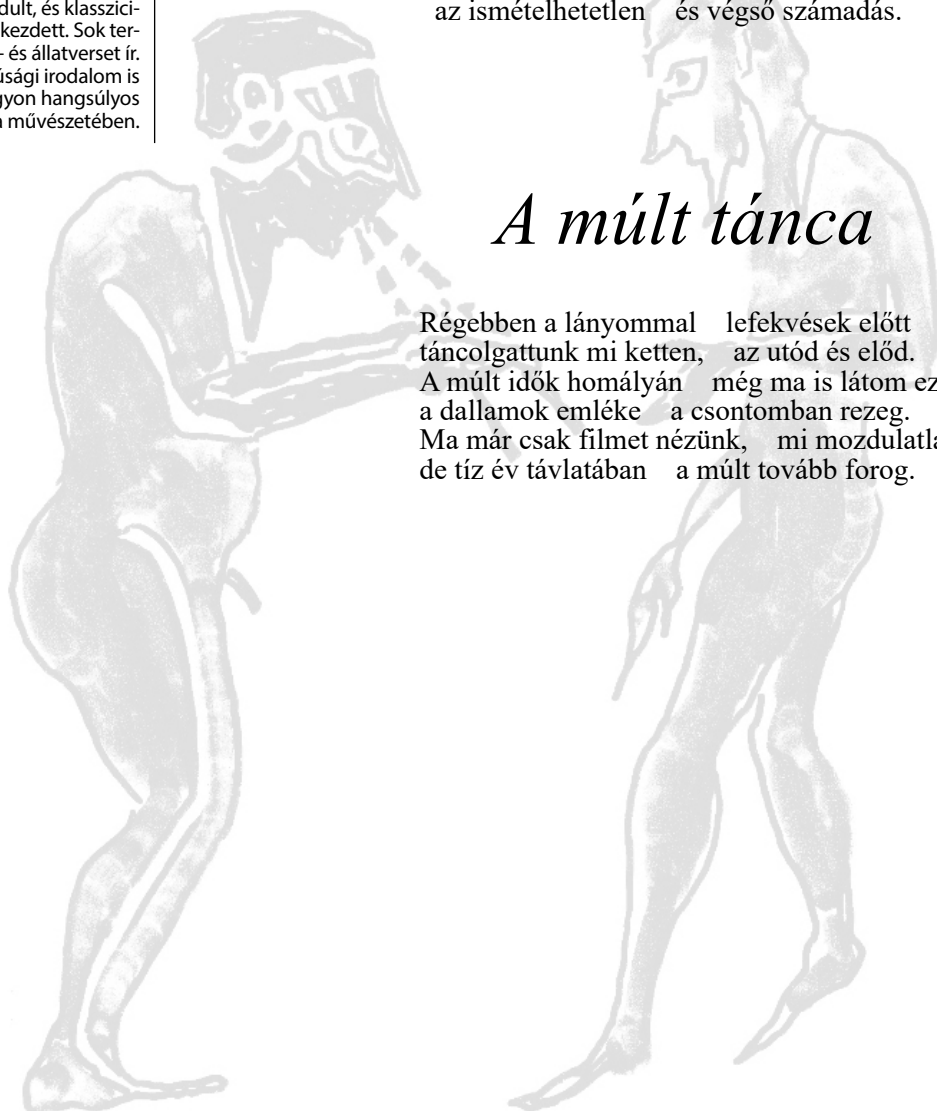 dult, és klasszici-
kezdett. Sok ter-
- és állatverset ír.
úsági irodalom is
gyon hangsúlyos
művészetében.
az ismételhetetlen és végső számadás.
A múlt tánca
Régebben a lányommal lefekvések előtt
táncolgattunk mi ketten, az utód és előd.
A múlt idők homályán még ma is látom
a dallamok emléke a csontomban rezeg.
Ma már csak filmet nézünk, mi
de tíz év távlatában a múlt tovább forog.